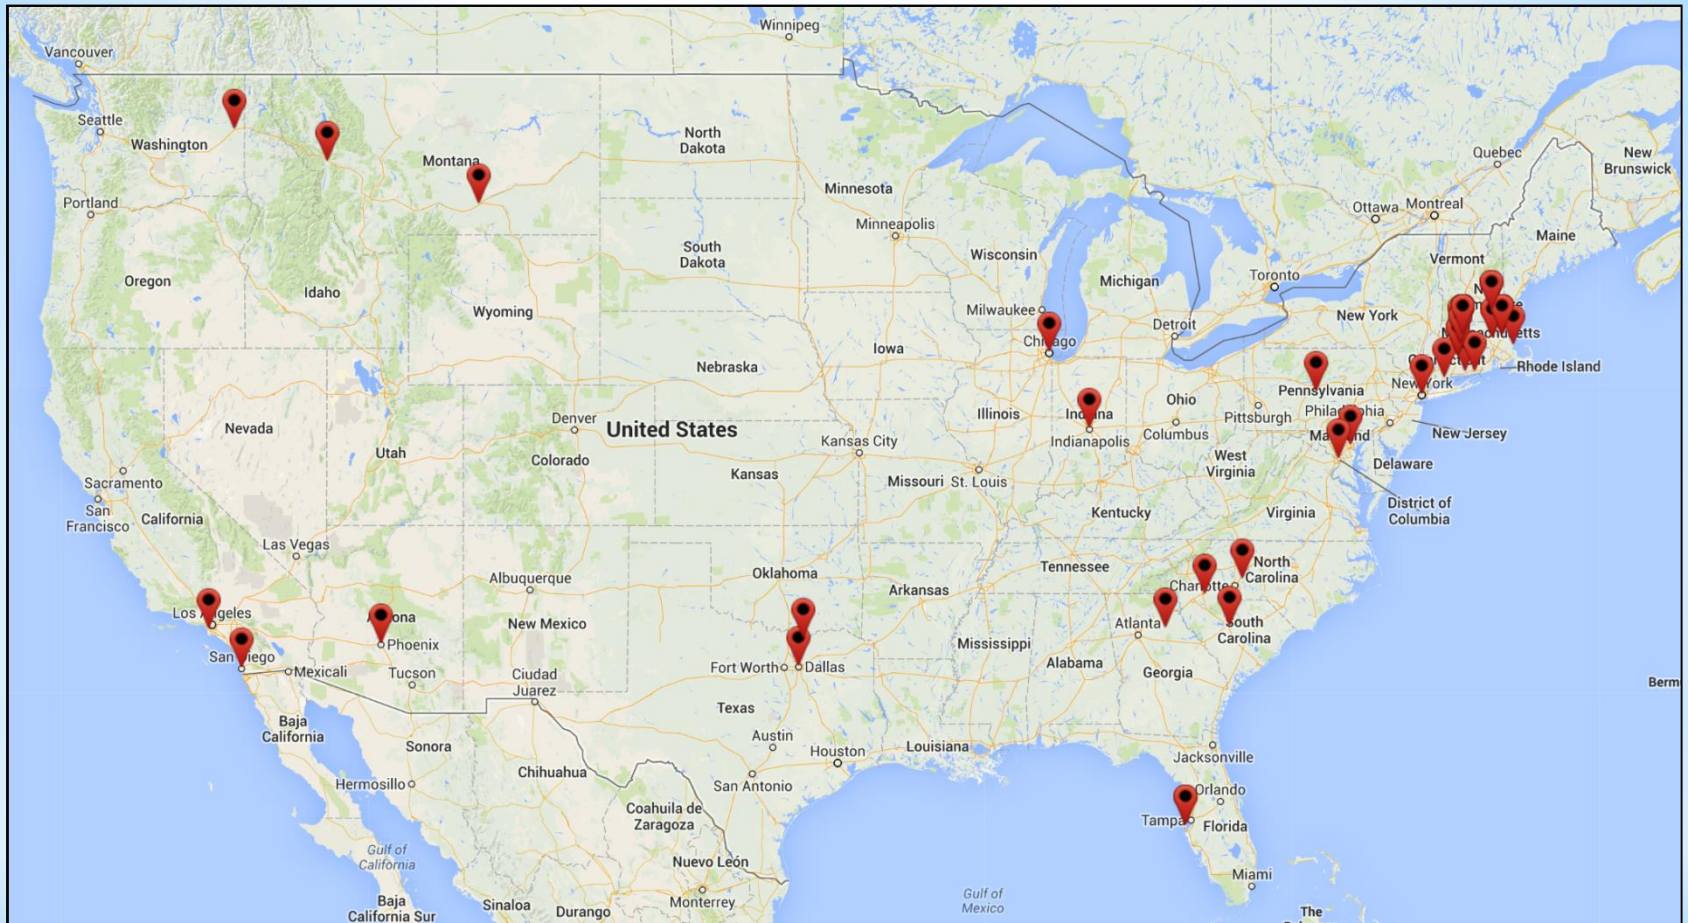 Winnipeg
Vancouver
Seattle
Washington
Montana
North
Dakota
Quebec
New
Brunswick
Minnesota
Portland
Ottawa
Montreal
Minneapolis
Maine
South
Dakota
Wisconsin
Vermont
Oregon
Idaho
Michigan
Toronto
Wyoming
Milwaukee
New York
Detroit
Iowa
Nebraska
Rhode Island
Pennsylvania
Illinois
Ohio
Denver
United States
Pittsburgh
Nevada
Kansas City
Indianapolis
Columbus
New Jersey
Utah
Colorado
West
Virginia
Delaware
Sacramento
Kansas
Missouri
St. Louis
District of
Columbia
San
Francisco
California
Kentucky
Virginia
Las Vegas
Albuquerque
Oklahoma
Tennessee
North
Carolina
Arkansas
New Mexico
Atlanta
Carolina
Phoenix
Mississippi
Alabama
Georgia
Fort Worth
Dallas
Mexicali
Tucson
Ciudad
Juarez
Berm
Texas
Baja
California
Sonora
Austin
Houston
Louisiana
Jacksonville
Chihuahua
Hermosillo
San Antonio
Orlando
Coahuila de
Zaragoza
Tampa
Florida
Gulf of
California
Nuevo León
Miami
Baja
California Sur
Sinaloa
Durango
Monterrey
Gulf of
Mexico
The